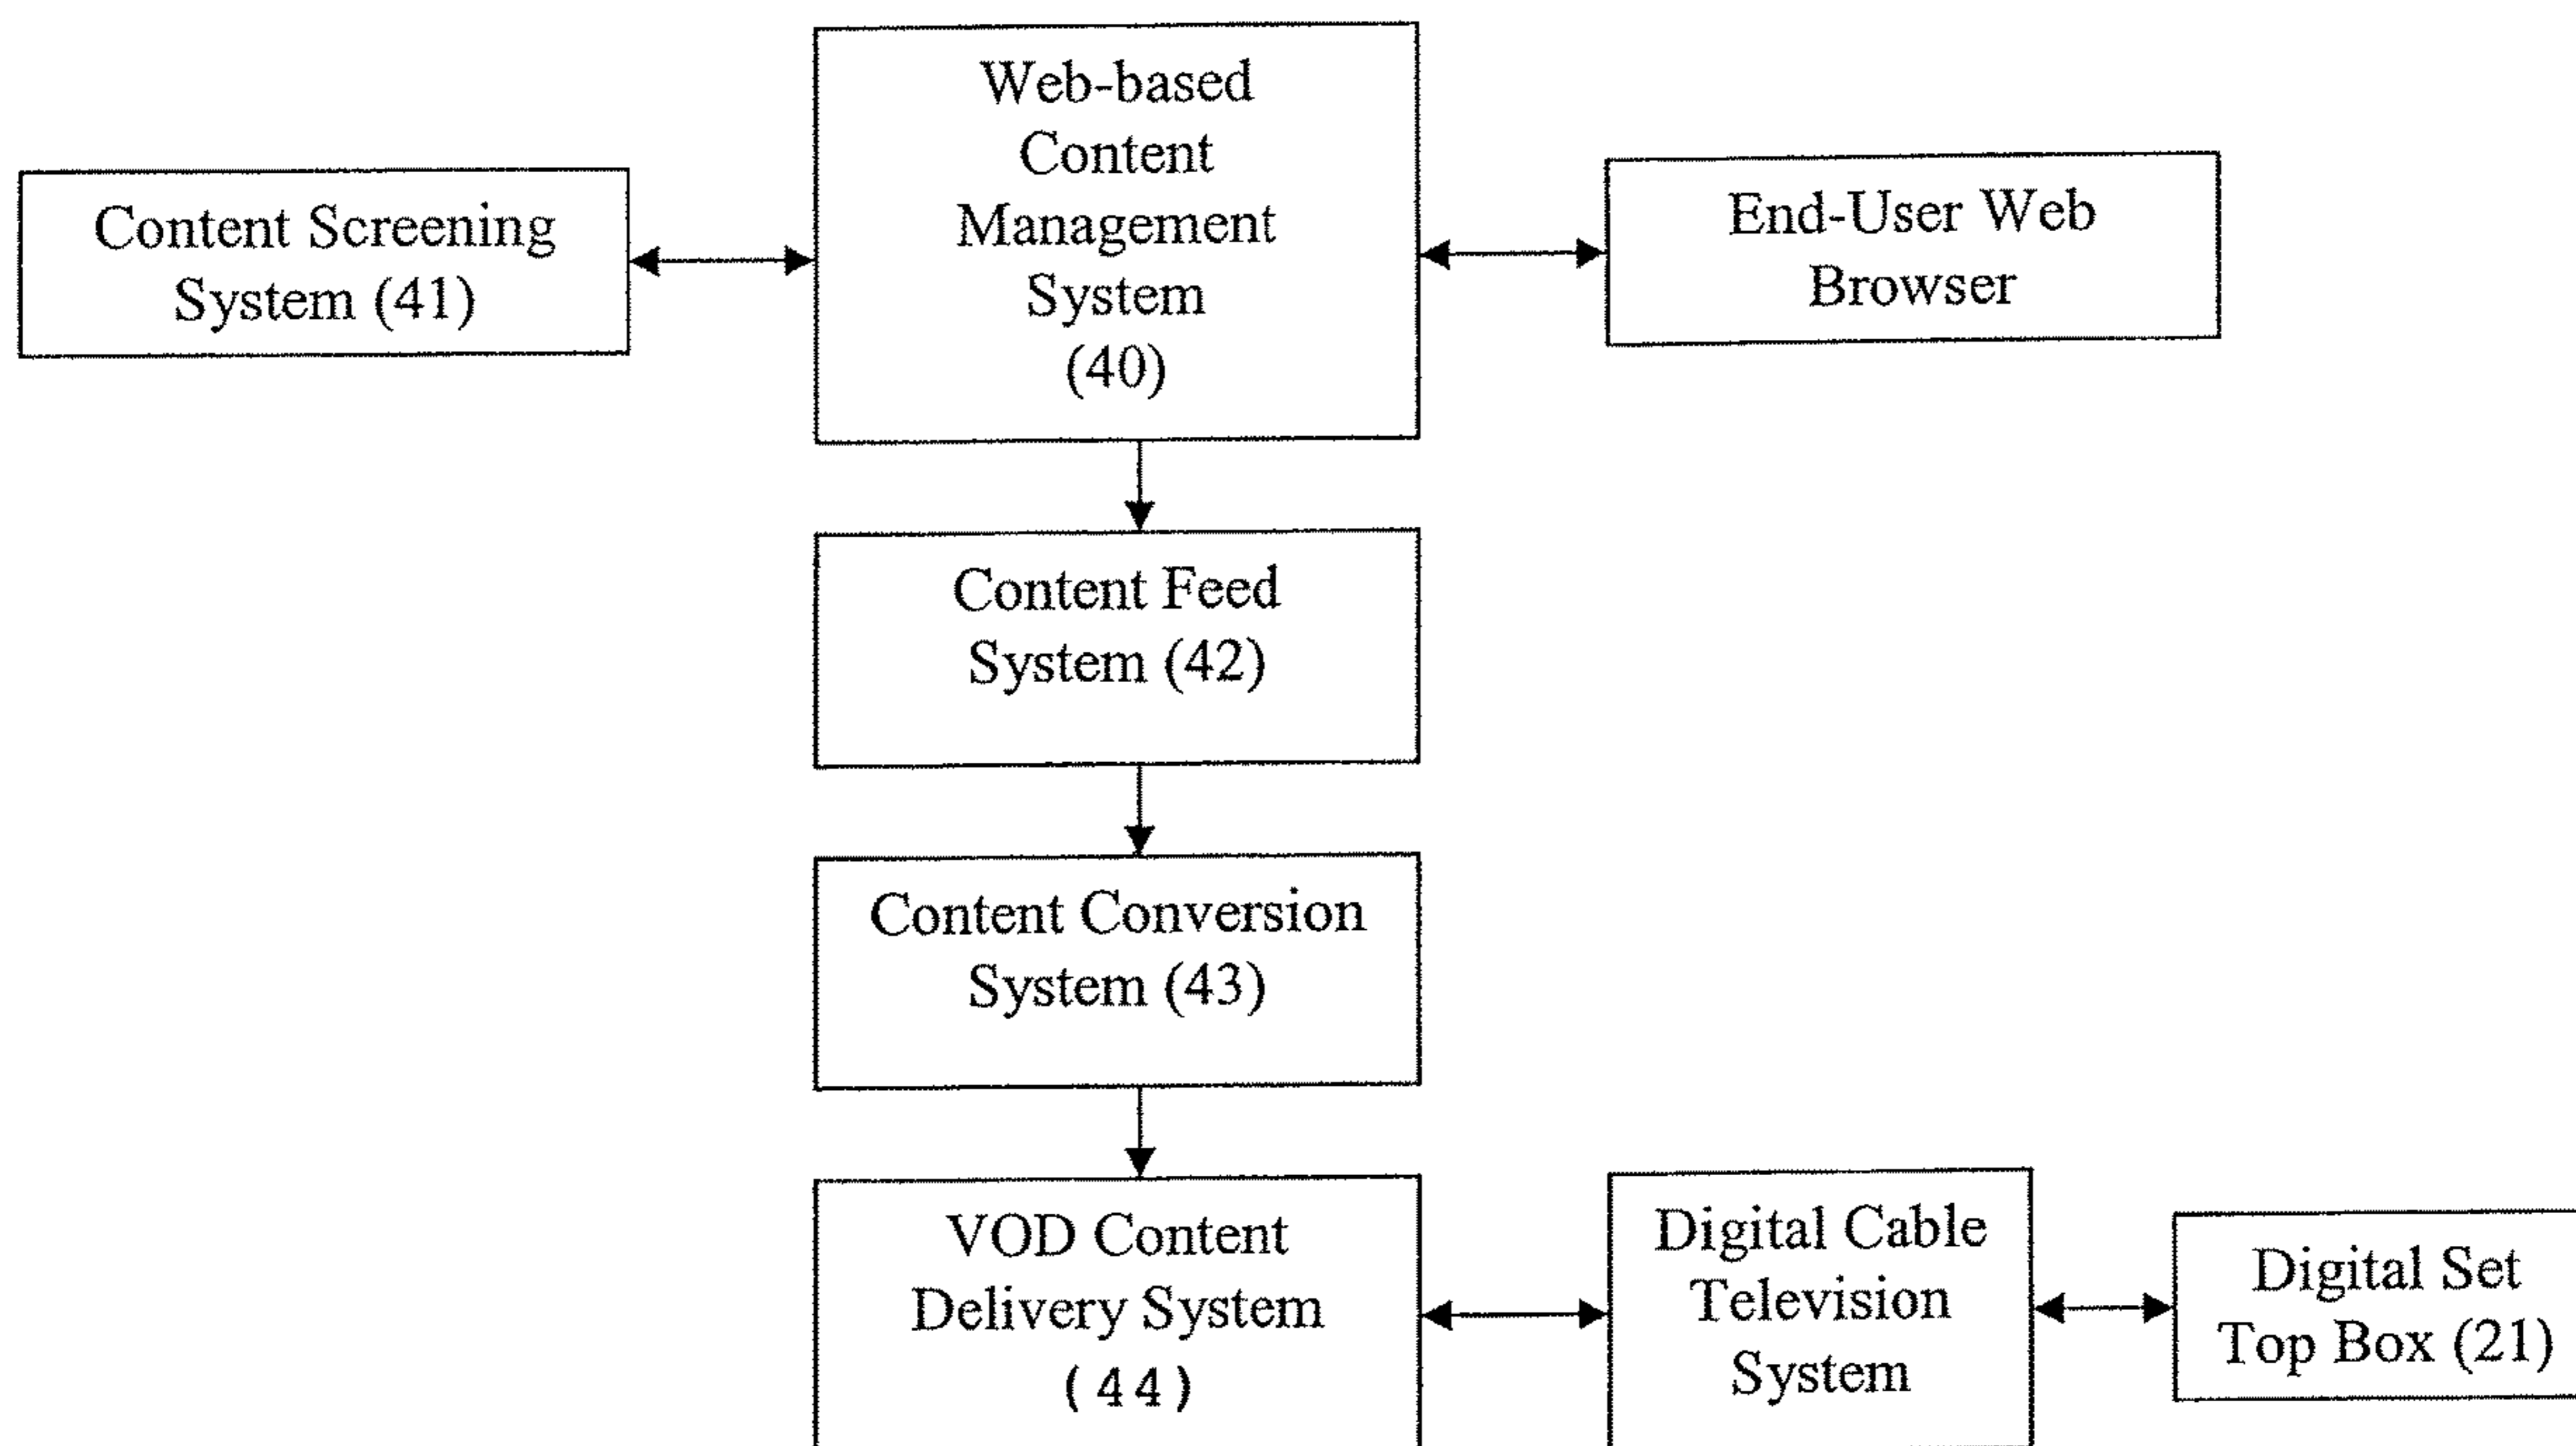 Web-based
Content
Management
System
(40)
Content Screening
System (41)
End-User Web
Browser
Content Feed
System (42)
Content Conversion
System (43)
VOD Content
Delivery System
(44)
Digital Cable
Television
System
Digital Set
Top Box (21)